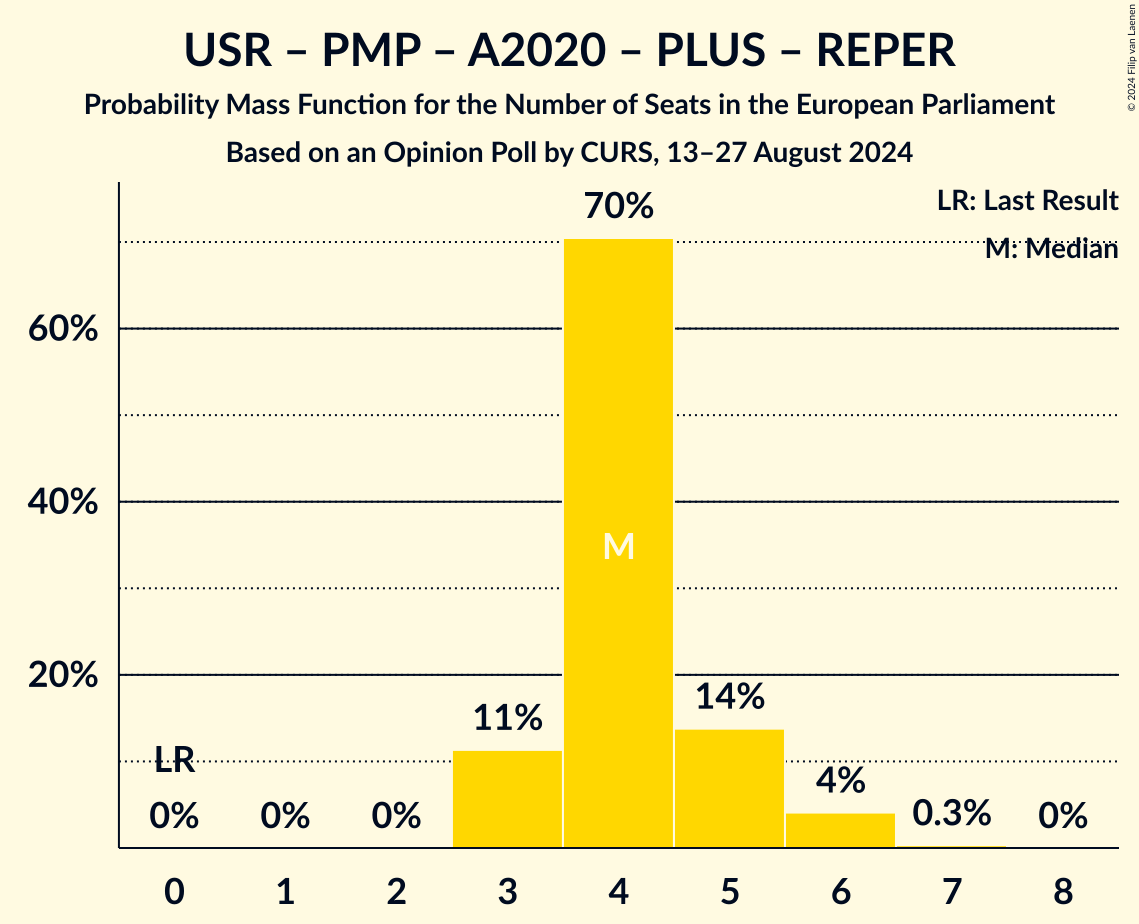 USR – PMP – A2020 – PLUS – REPER
Probability Mass Function for the Number of Seats in the European Parliament
Based on an Opinion Poll by CURS, 13–27 August 2024
© 2024 Filip van Laenen
LR: Last Result
M: Median
60%
40%
20%
LR
0%
0%
0%
11%
70%
M
14%
4%
0.3%
0%
0
1
2
3
4
5
6
7
8